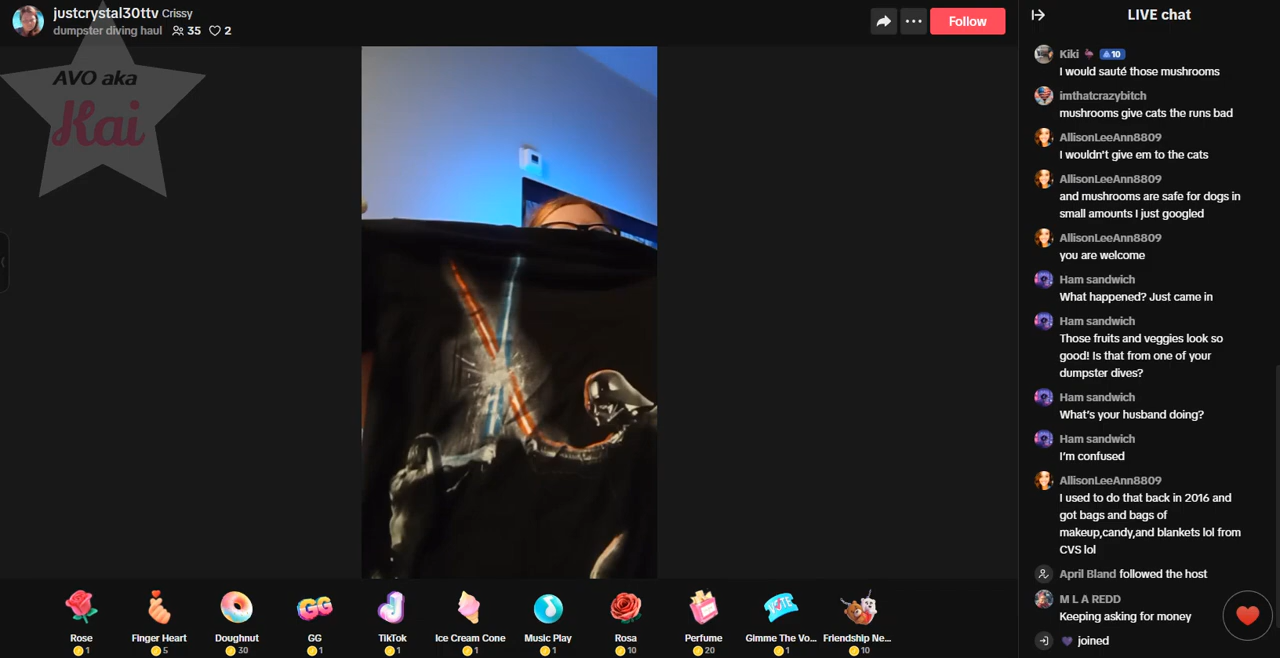 justcrystal30ttv Crissy
dumpster diving haul 35 2
Follow
AVO aka
Kai
LIVE chat
Kiki 10
I would sauté those mushrooms
imthatcrazybitch
mushrooms give cats the runs bad
AllisonLeeAnn8809
I wouldn't give em to the cats
AllisonLeeAnn8809
and mushrooms are safe for dogs in
small amounts I just googled
AllisonLeeAnn8809
you are welcome
Ham sandwich
What happened? Just came in
Ham sandwich
Those fruits and veggies look so
good! Is that from one of your
dumpster dives?
Ham sandwich
What's your husband doing?
Ham sandwich
I'm confused
AllisonLeeAnn8809
I used to do that back in 2016 and
got bags and bags of
makeup,candy,and blankets lol from
CVS lol
April Bland followed the host
M L A REDD
Keeping asking for money
💜 joined
GG
VOTE
Rose Finger Heart Doughnut GG TikTok Ice Cream Cone Music Play Rosa Perfume Gimme The Vo... Friendship Ne...
1 5 30 1 1 1 1 10 20 1 10